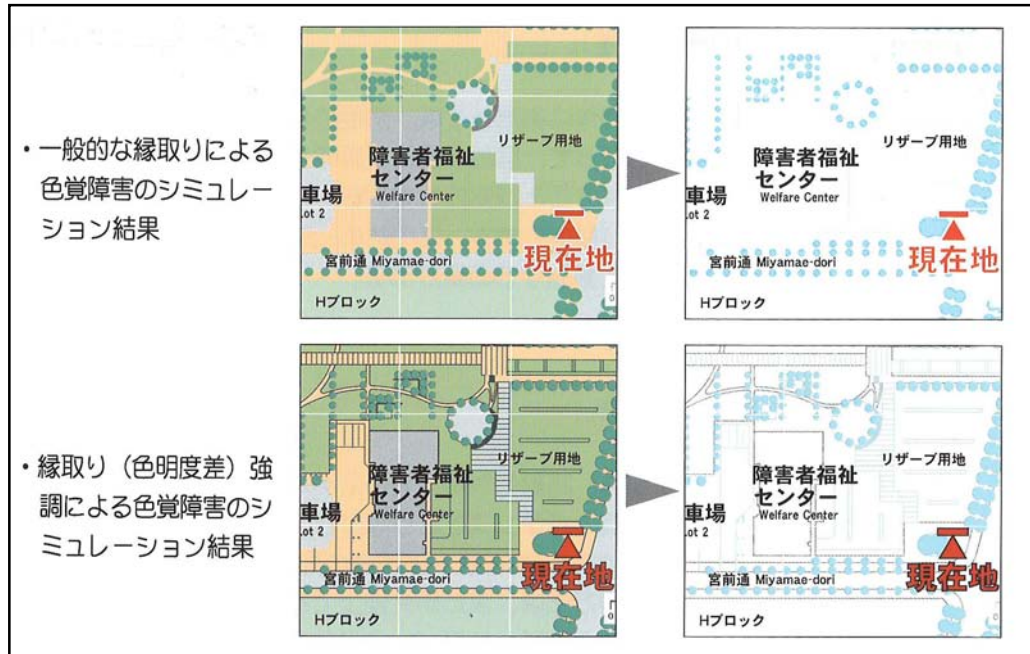 ・一般的な縁取りによる
色覚障害のシミュレー
ション結果
リザーブ用地
障害者福祉
センター
Welfare Center
車場
Lot 2
現在地
宮前通 Miyamae-dori
Hブロック
リザーブ用地
障害者福祉
センター
Welfare Center
車場
Lot 2
現在地
宮前通 Miyamae-dori
Hブロック
・縁取り（色明度差）強
調による色覚障害のシ
ミュレーション結果
リザーブ用地
障害者福祉
センター
Welfare Center
車場
Lot 2
現在地
宮前通 Miyamae-dori
Hブロック
リザーブ用地
障害者福祉
センター
Welfare Center
車場
Lot 2
現在地
宮前通 Miyamae-dori
Hブロック